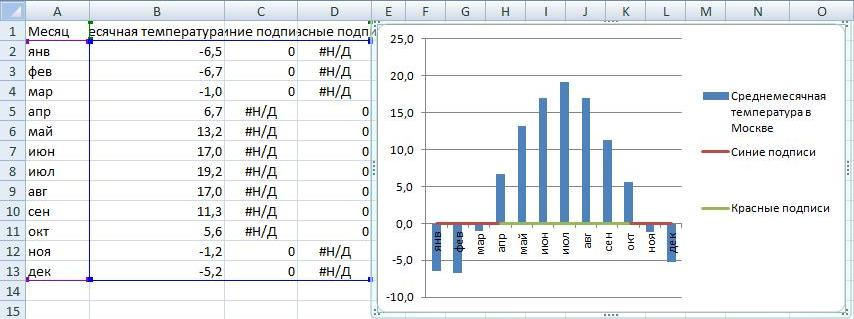 A B C D E F G H I J K L M N O
1 Месяц есячная температура иние подпи асные подпи
2 янв -6,5 0 #Н/Д
3 фев -6,7 0 #Н/Д
4 мар -1,0 0 #Н/Д
5 апр 6,7 #Н/Д 0
6 май 13,2 #Н/Д 0
7 июн 17,0 #Н/Д 0
8 июл 19,2 #Н/Д 0
9 авг 17,0 #Н/Д 0
10 сен 11,3 #Н/Д 0
11 окт 5,6 #Н/Д 0
12 ноя -1,2 0 #Н/Д
13 дек -5,2 0 #Н/Д
14
15
25,0
20,0
15,0
10,0
5,0
0,0
-5,0
-10,0
янв фев мар апр май июн июл авг сен окт ноя дек
Среднемесячная
температура в
Москве
Синие подписи
Красные подписи